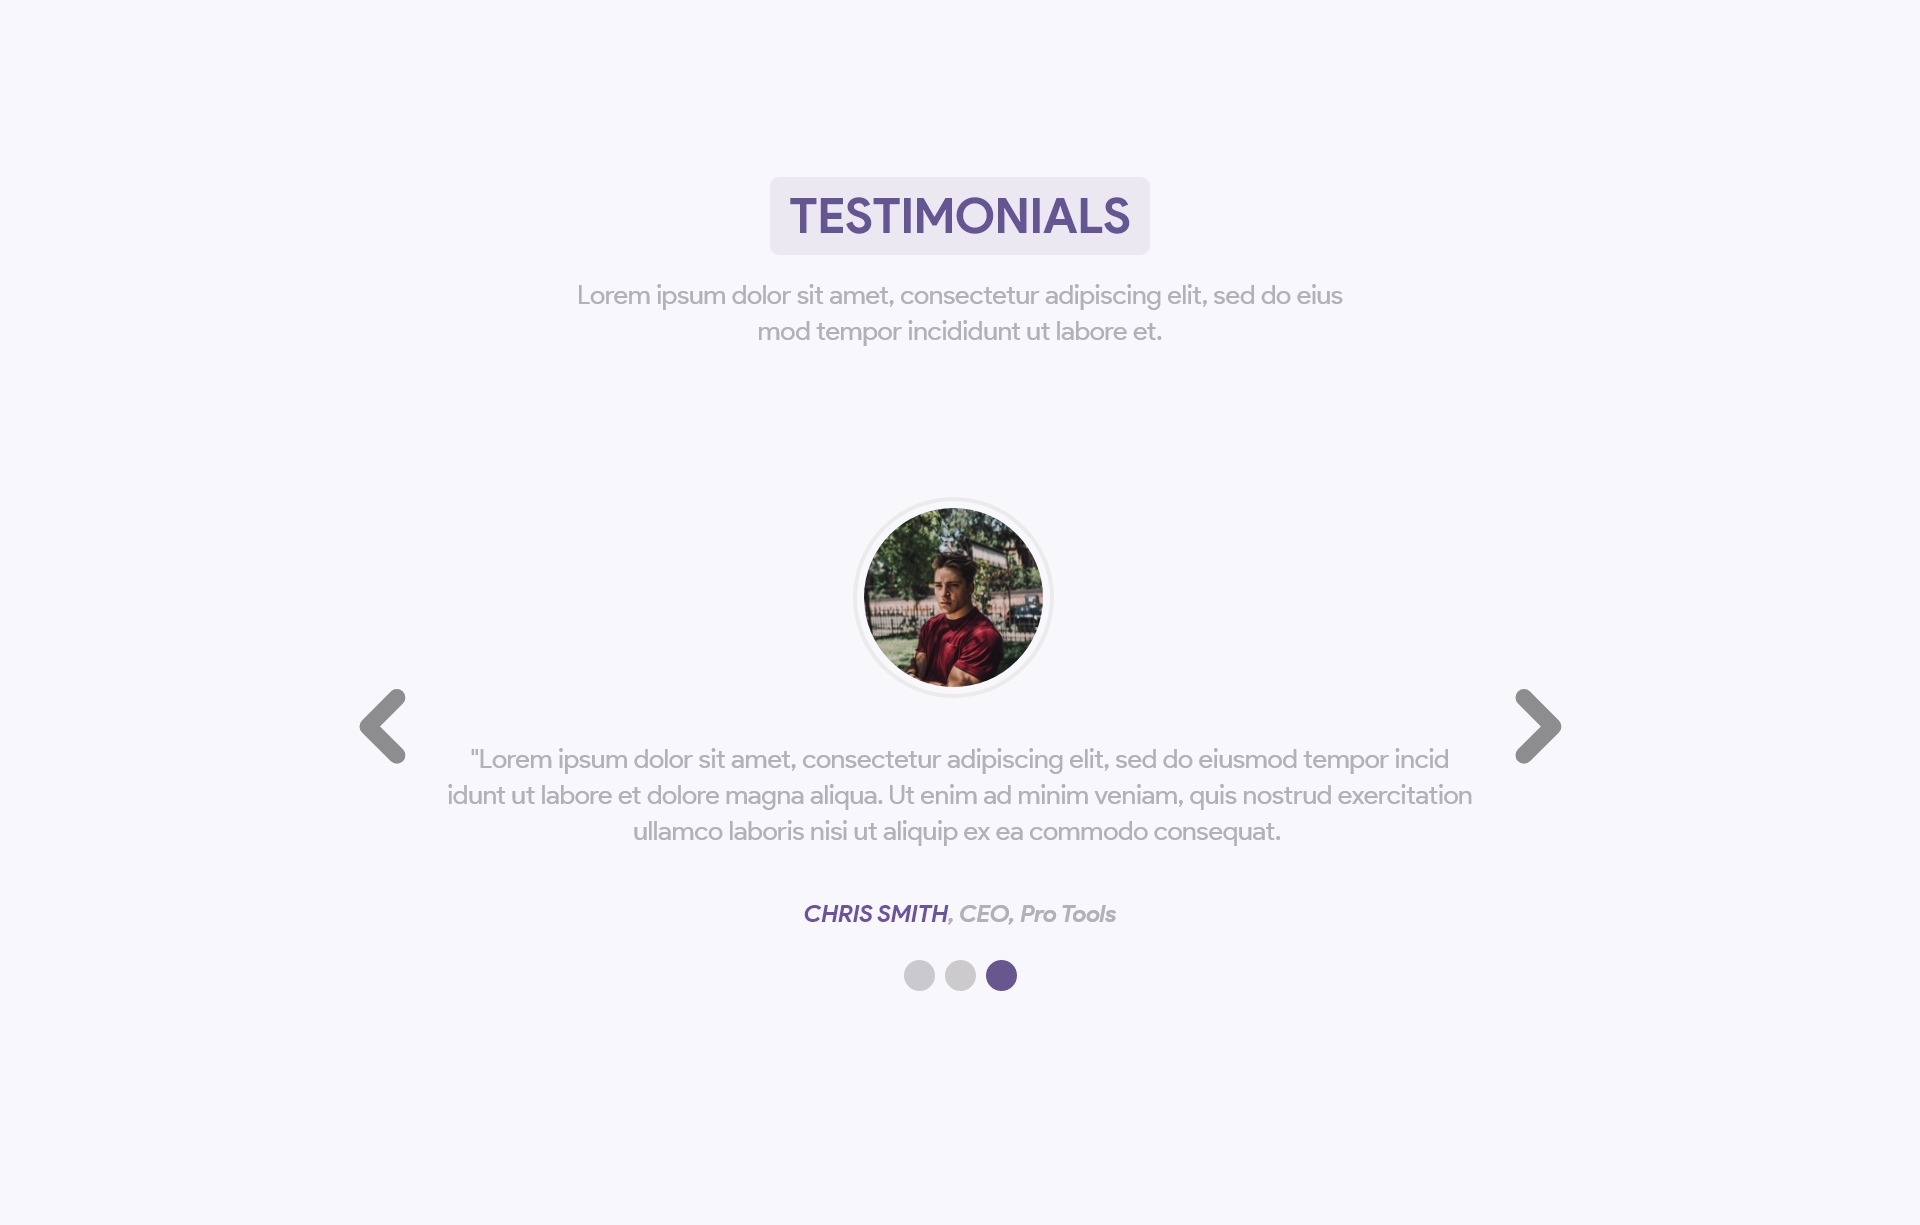 TESTIMONIALS
Lorem ipsum dolor sit amet, consectetur adipiscing elit, sed do eius
mod tempor incididunt ut labore et.
"Lorem ipsum dolor sit amet, consectetur adipiscing elit, sed do eiusmod tempor incid
idunt ut labore et dolore magna aliqua. Ut enim ad minim veniam, quis nostrud exercitation
ullamco laboris nisi ut aliquip ex ea commodo consequat.
CHRIS SMITH, CEO, Pro Tools